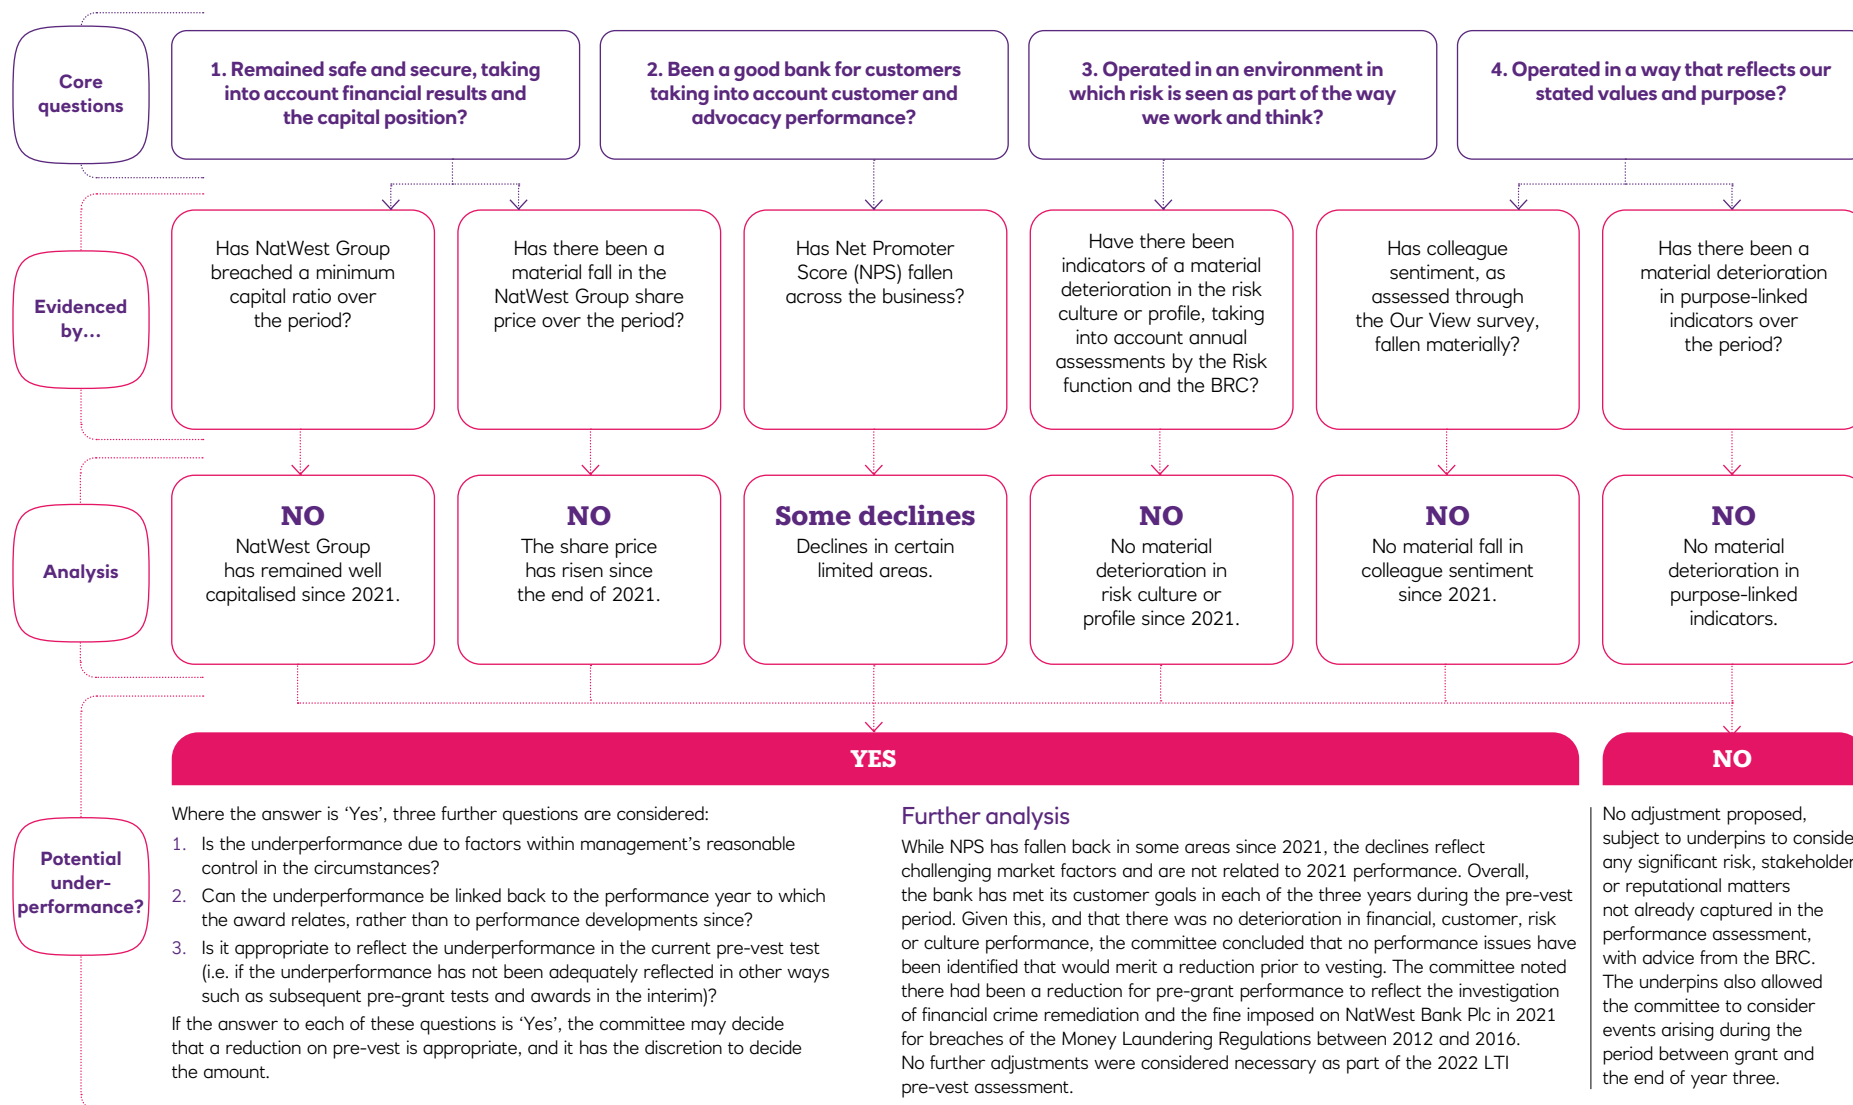 Core
questions
1. Remained safe and secure, taking
into account financial results and
the capital position?
2. Been a good bank for customers
taking into account customer and
advocacy performance?
3. Operated in an environment in
which risk is seen as part of the way
we work and think?
4. Operated in a way that reflects our
stated values and purpose?
Evidenced
by...
Has NatWest Group
breached a minimum
capital ratio over
the period?
Has there been a
material fall in the
NatWest Group share
price over the period?
Has Net Promoter
Score (NPS) fallen
across the business?
Have there been
indicators of a material
deterioration in the risk
culture or profile, taking
into account annual
assessments by the Risk
function and the BRC?
Has colleague
sentiment, as
assessed through
the Our View survey,
fallen materially?
Has there been a
material deterioration
in purpose-linked
indicators over
the period?
Analysis
NO
NatWest Group
has remained well
capitalised since 2021.
NO
The share price
has risen since
the end of 2021.
Some declines
Declines in certain
limited areas.
NO
No material
deterioration in
risk culture or
profile since 2021.
NO
No material fall in
colleague sentiment
since 2021.
NO
No material
deterioration in
purpose-linked
indicators.
Potential
under-
performance?
YES
Where the answer is ‘Yes’, three further questions are considered:
1. Is the underperformance due to factors within management’s reasonable
control in the circumstances?
2. Can the underperformance be linked back to the performance year to which
the award relates, rather than to performance developments since?
3. Is it appropriate to reflect the underperformance in the current pre-vest test
(i.e. if the underperformance has not been adequately reflected in other ways
such as subsequent pre-grant tests and awards in the interim)?
If the answer to each of these questions is ‘Yes’, the committee may decide
that a reduction on pre-vest is appropriate, and it has the discretion to decide
the amount.
Further analysis
While NPS has fallen back in some areas since 2021, the declines reflect
challenging market factors and are not related to 2021 performance. Overall,
the bank has met its customer goals in each of the three years during the pre-vest
period. Given this, and that there was no deterioration in financial, customer, risk
or culture performance, the committee concluded that no performance issues have
been identified that would merit a reduction prior to vesting. The committee noted
there had been a reduction for pre-grant performance to reflect the investigation
of financial crime remediation and the fine imposed on NatWest Bank Plc in 2021
for breaches of the Money Laundering Regulations between 2012 and 2016.
No further adjustments were considered necessary as part of the 2022 LTI
pre-vest assessment.
NO
No adjustment proposed,
subject to underpins to conside
any significant risk, stakeholder
or reputational matters
not already captured in the
performance assessment,
with advice from the BRC.
The underpins also allowed
the committee to consider
events arising during the
period between grant and
the end of year three.